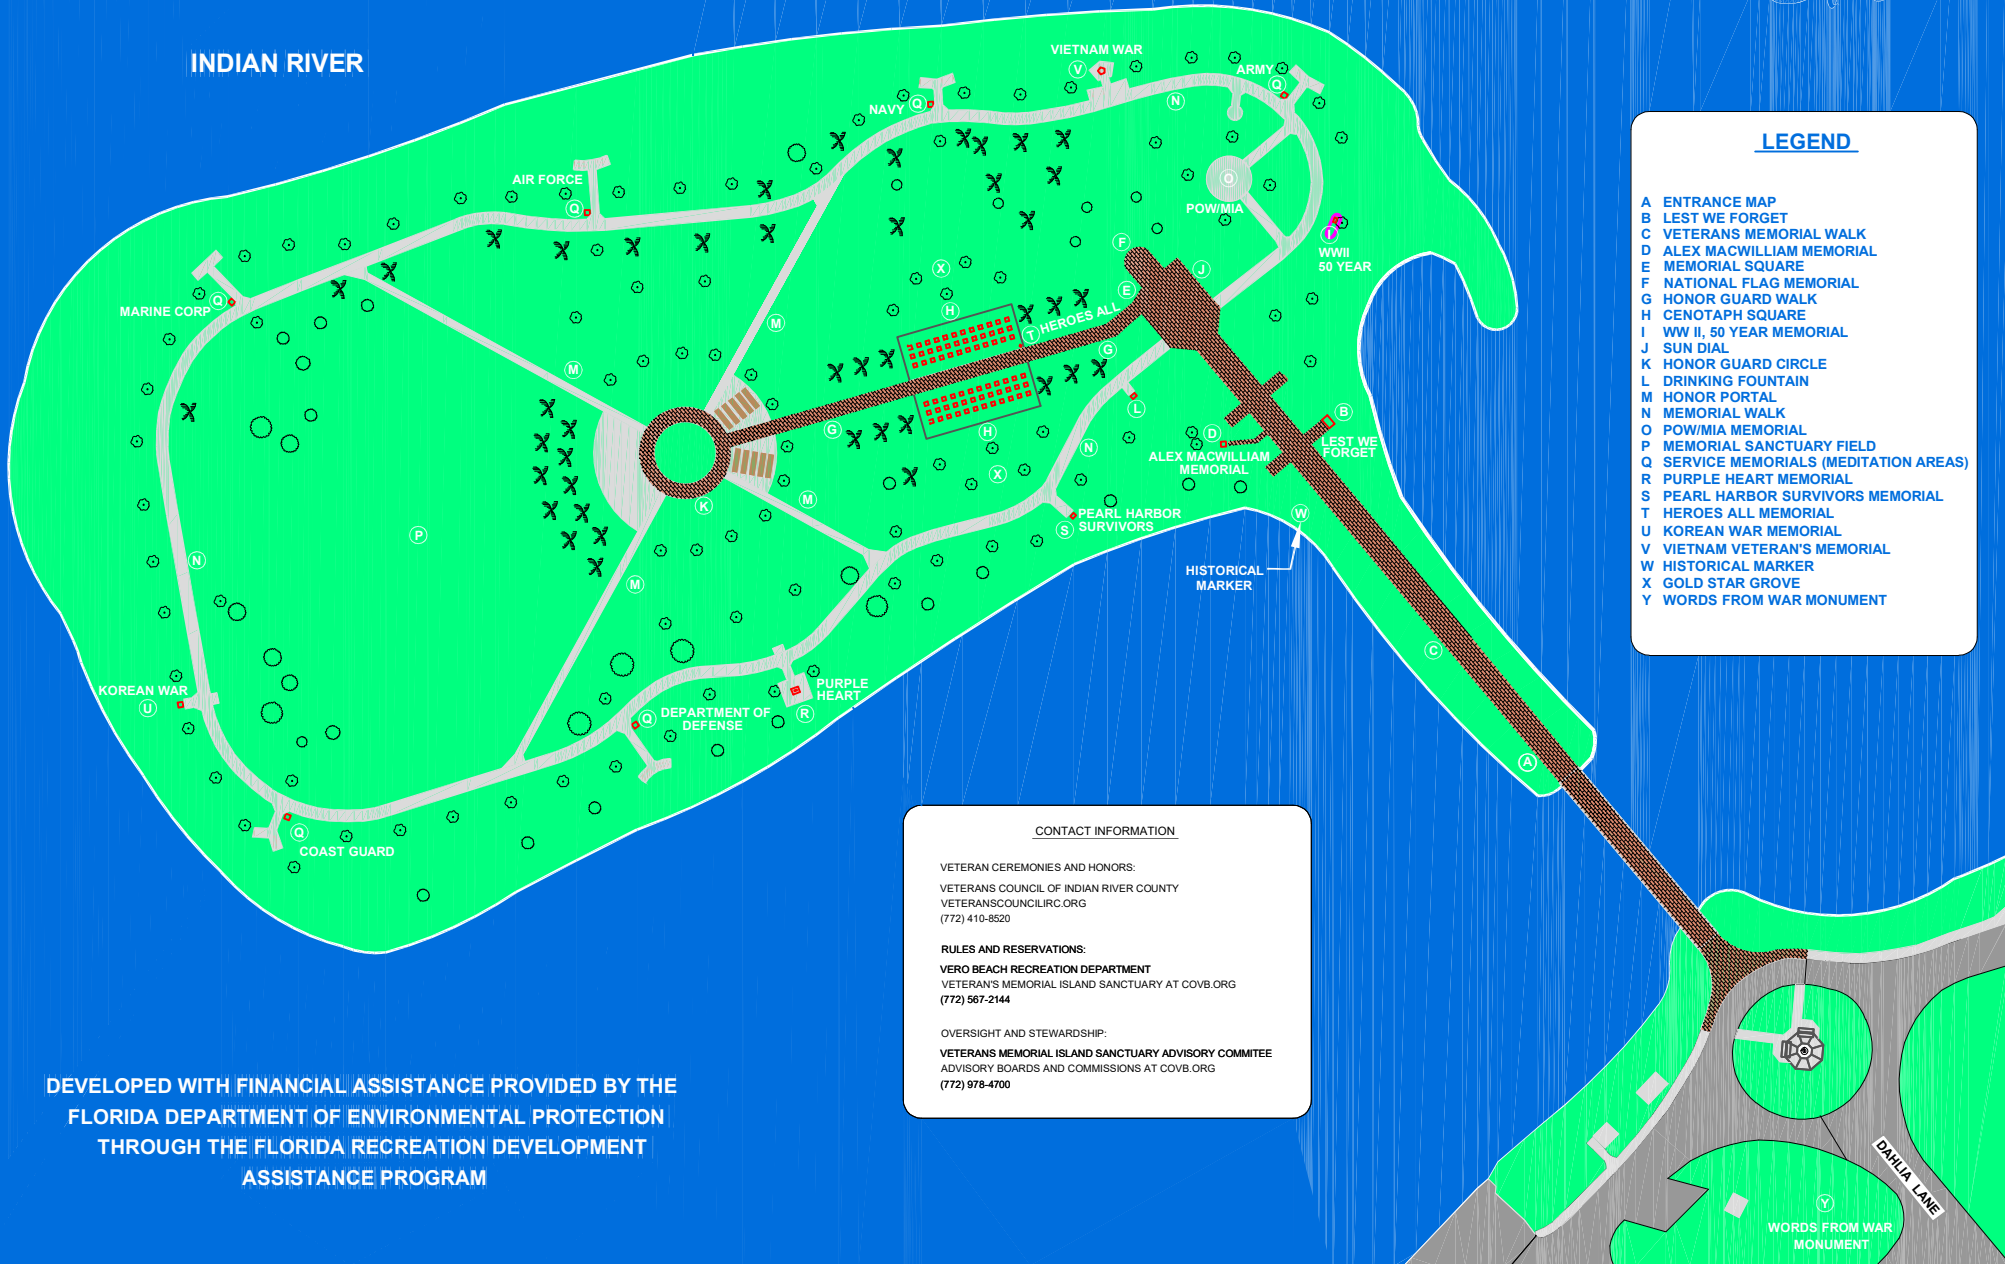 INDIAN RIVER
VIETNAM WAR
V
ARMY
Q
NAVY
Q
N
AIR FORCE
Q
O
POW/MIA
I
WWII
50 YEAR
F
J
X
E
H
MARINE CORP
Q
M
T
HEROES ALL
G
M
L
B
LEST WE
FORGET
G
H
D
ALEX MACWILLIAM
MEMORIAL
N
X
M
K
W
PEARL HARBOR
SURVIVORS
S
P
N
HISTORICAL
MARKER
M
C
KOREAN WAR
U
PURPLE
HEART
R
Q
DEPARTMENT OF
DEFENSE
A
Q
COAST GUARD
LEGEND
A ENTRANCE MAP
B LEST WE FORGET
C VETERANS MEMORIAL WALK
D ALEX MACWILLIAM MEMORIAL
E MEMORIAL SQUARE
F NATIONAL FLAG MEMORIAL
G HONOR GUARD WALK
H CENOTAPH SQUARE
I WW II, 50 YEAR MEMORIAL
J SUN DIAL
K HONOR GUARD CIRCLE
L DRINKING FOUNTAIN
M HONOR PORTAL
N MEMORIAL WALK
O POW/MIA MEMORIAL
P MEMORIAL SANCTUARY FIELD
Q SERVICE MEMORIALS (MEDITATION AREAS)
R PURPLE HEART MEMORIAL
S PEARL HARBOR SURVIVORS MEMORIAL
T HEROES ALL MEMORIAL
U KOREAN WAR MEMORIAL
V VIETNAM VETERAN'S MEMORIAL
W HISTORICAL MARKER
X GOLD STAR GROVE
Y WORDS FROM WAR MONUMENT
CONTACT INFORMATION
VETERAN CEREMONIES AND HONORS:
VETERANS COUNCIL OF INDIAN RIVER COUNTY
VETERANSCOUNCILIRC.ORG
(772) 410-8520
RULES AND RESERVATIONS:
VERO BEACH RECREATION DEPARTMENT
VETERAN'S MEMORIAL ISLAND SANCTUARY AT COVB.ORG
(772) 567-2144
OVERSIGHT AND STEWARDSHIP:
VETERANS MEMORIAL ISLAND SANCTUARY ADVISORY COMMITEE
ADVISORY BOARDS AND COMMISSIONS AT COVB.ORG
(772) 978-4700
DEVELOPED WITH FINANCIAL ASSISTANCE PROVIDED BY THE
FLORIDA DEPARTMENT OF ENVIRONMENTAL PROTECTION
THROUGH THE FLORIDA RECREATION DEVELOPMENT
ASSISTANCE PROGRAM
DAHLIA LANE
Y
WORDS FROM WAR
MONUMENT